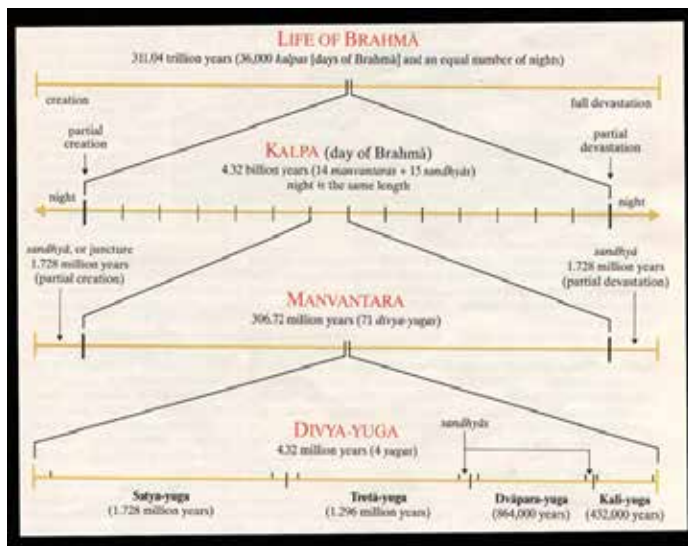 LIFE OF BRAHMĀ
311.04 trillion years (36,000 kalpas [days of Brahmā] and an equal number of nights)
creation
full devastation
partial
creation
partial
devastation
KALPA (day of Brahmā)
4.32 billion years (14 manvantaras + 15 sandhyās)
night is the same length
night
night
sandhyā, or juncture
1.728 million years
(partial creation)
sandhyā
1.728 million years
(partial devastation)
MANVANTARA
306.72 million years (71 divya-yugas)
DIVYA-YUGA
4.32 million years (4 yugas)
sandhyās
Satya-yuga
(1.728 million years)
Tretā-yuga
(1.296 million years)
Dvāpara-yuga
(864,000 years)
Kali-yuga
(432,000 years)